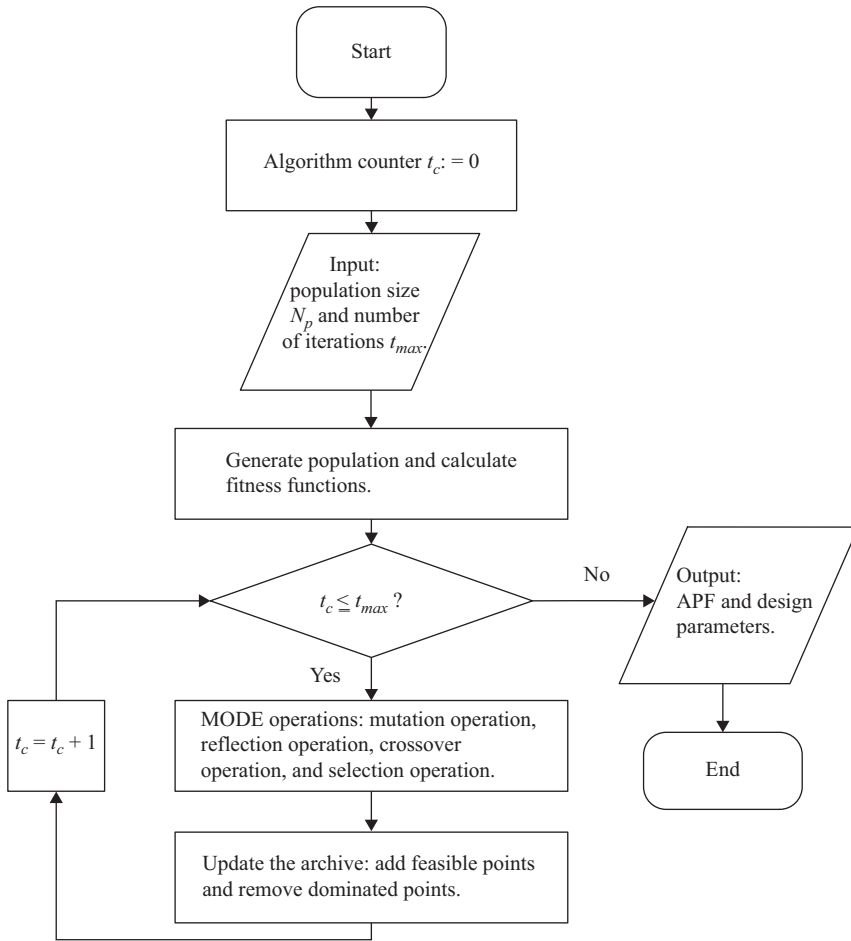 Start
Algorithm counter t_c: = 0
Input:
population size
N_p and number
of iterations t_max.
Generate population and calculate
fitness functions.
t_c ≦ t_max ?
No
Output:
APF and design
parameters.
Yes
MODE operations: mutation operation,
reflection operation, crossover
operation, and selection operation.
t_c = t_c + 1
End
Update the archive: add feasible points
and remove dominated points.